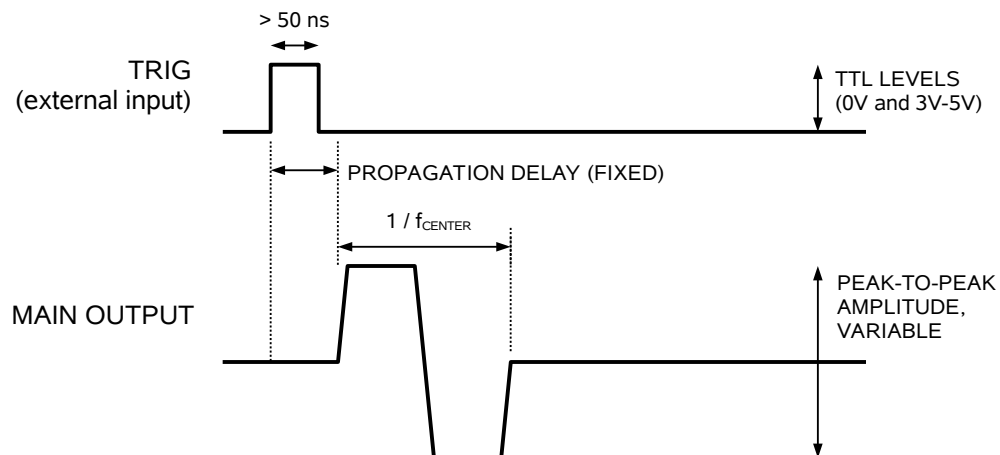 > 50 ns
TRIG
(external input)
TTL LEVELS
(0V and 3V-5V)
PROPAGATION DELAY (FIXED)
1 / fCENTER
MAIN OUTPUT
PEAK-TO-PEAK
AMPLITUDE,
VARIABLE